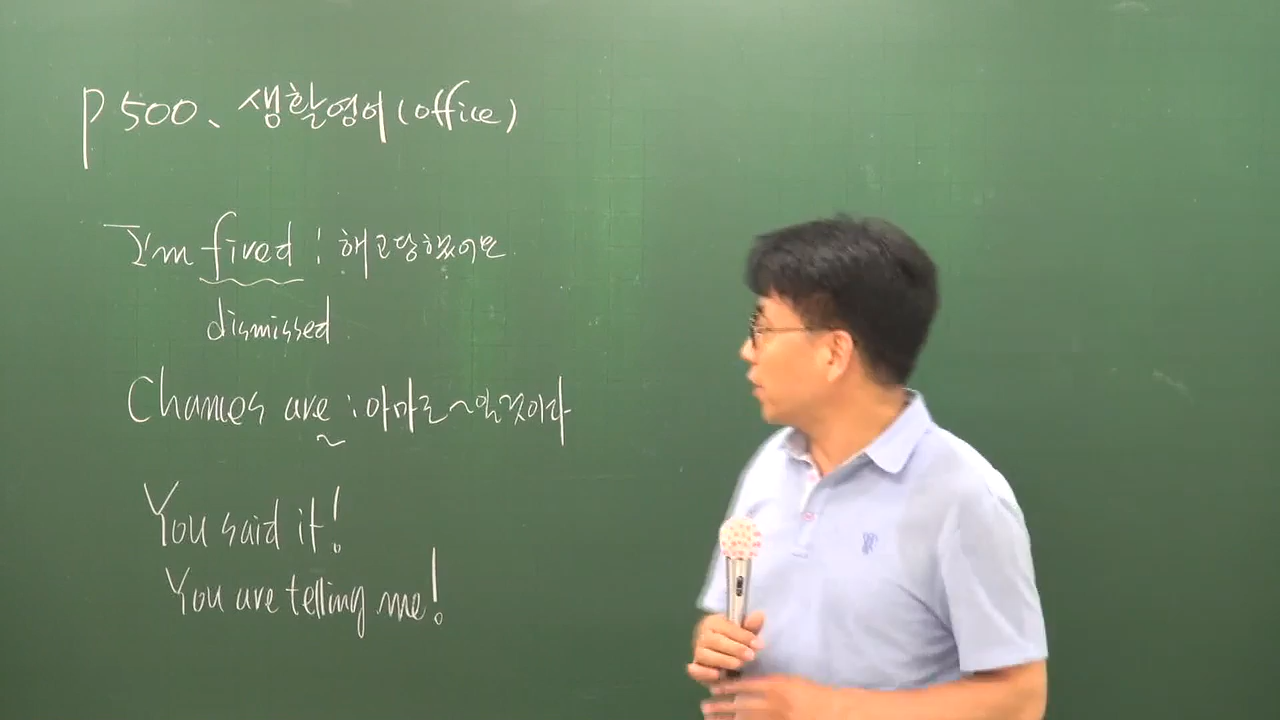 p 500、생활영어(office)
I'm fired : 해고당했어요
dismissed
Chances are : 아마도 ~일 것이다
You said it!
You are telling me!